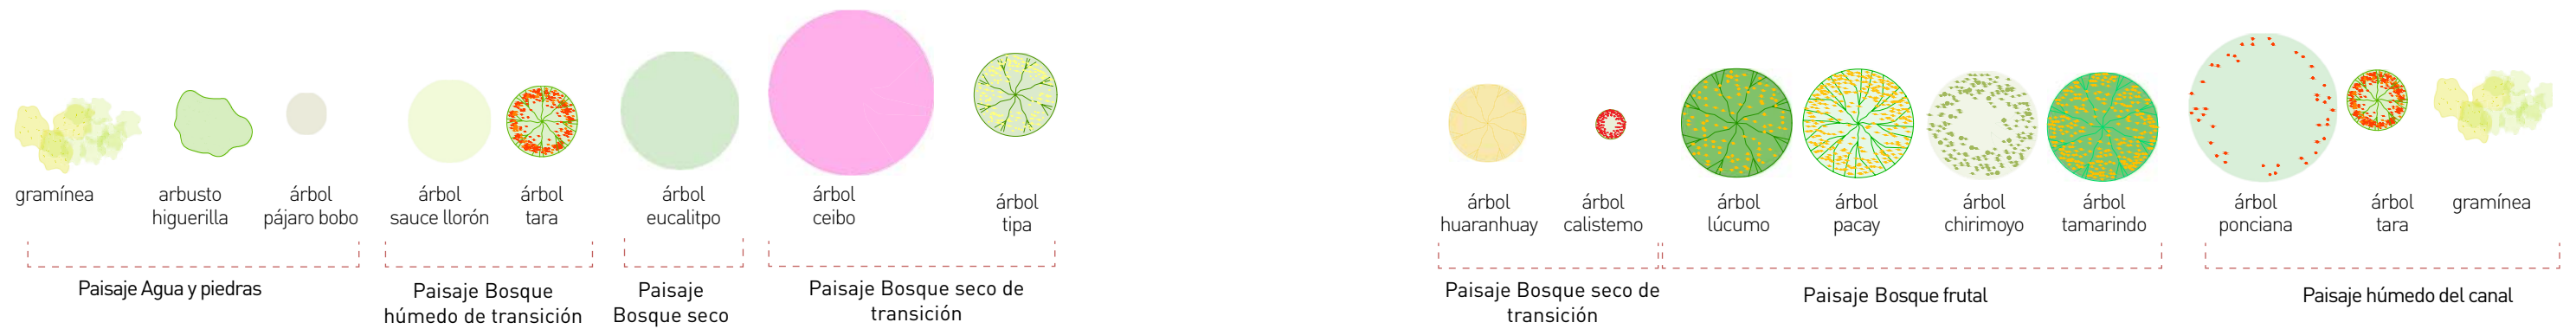 gramínea
arbusto
higuerilla
árbol
pájaro bobo
árbol
sauce llorón
árbol
tara
árbol
eucalitpo
árbol
ceibo
árbol
tipa
árbol
huaranhuay
árbol
calistemo
árbol
lúcumo
árbol
pacay
árbol
chirimoyo
árbol
tamarindo
árbol
ponciana
árbol
tara
gramínea
Paisaje Agua y piedras
Paisaje Bosque
húmedo de transición
Paisaje
Bosque seco
Paisaje Bosque seco de
transición
Paisaje Bosque seco de
transición
Paisaje Bosque frutal
Paisaje húmedo del canal